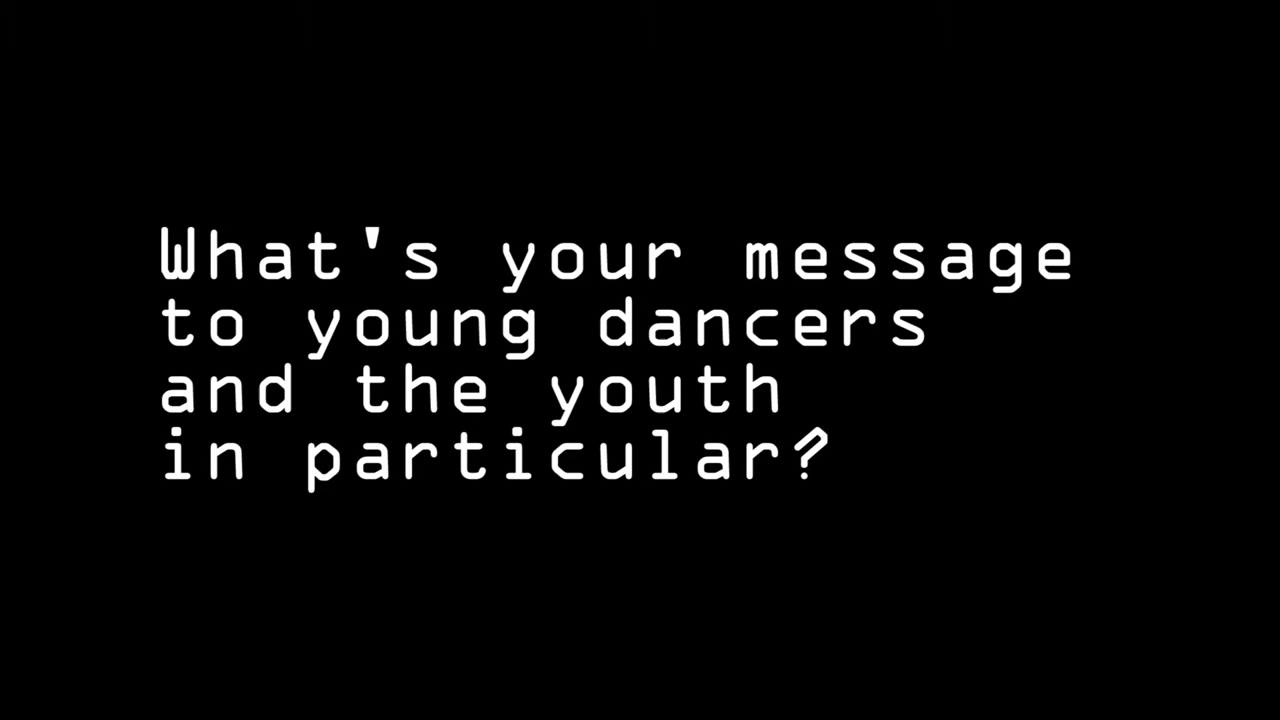 What's your message
to young dancers
and the youth
in particular?